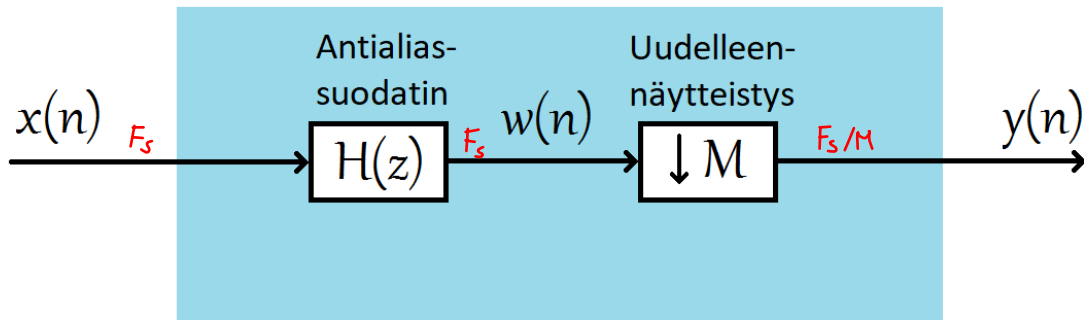 Antialias-
suodatin
Uudelleen-
näytteistys
x(n) Fs H(z) Fs w(n) ↓ M Fs/M y(n)